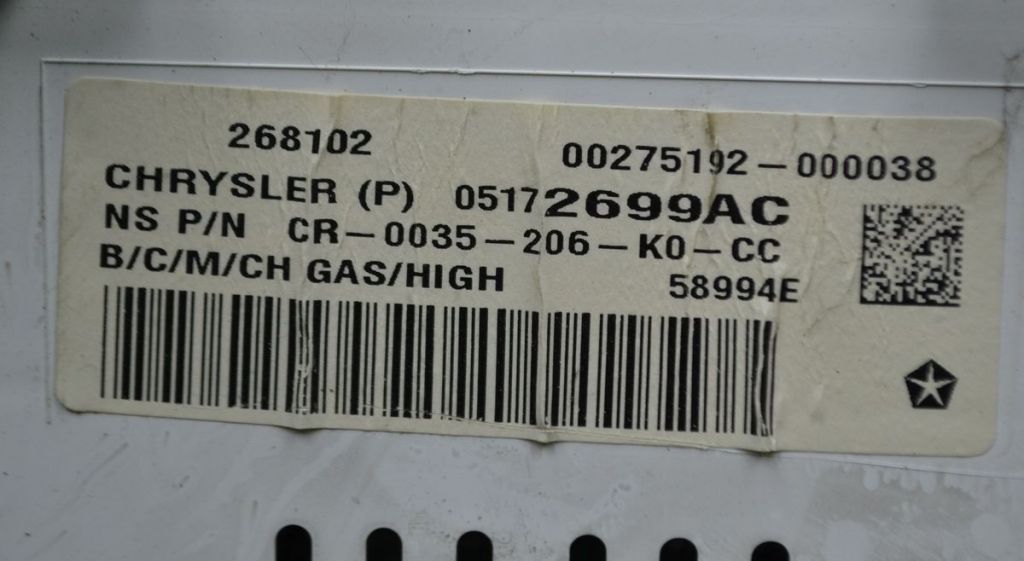 268102 00275192-000038
CHRYSLER (P) 05172699AC
NS P/N CR-0035-206-K0-CC
B/C/M/CH GAS/HIGH 58994E